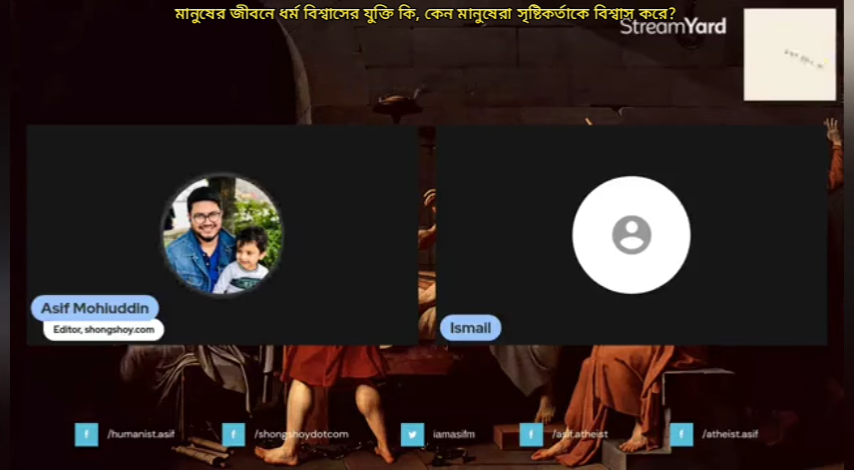 মানুষের জীবনে ধর্ম বিশ্বাসের যুক্তি কি, কেন মানুষেরা সৃষ্টিকর্তাকে বিশ্বাস করে?
StreamYard
Asif Mohiuddin
Editor, shongshoy.com
Ismail
/humanist.asif
/shongshoydotcom
iamasifm
/asif.atheist
/atheist.asif